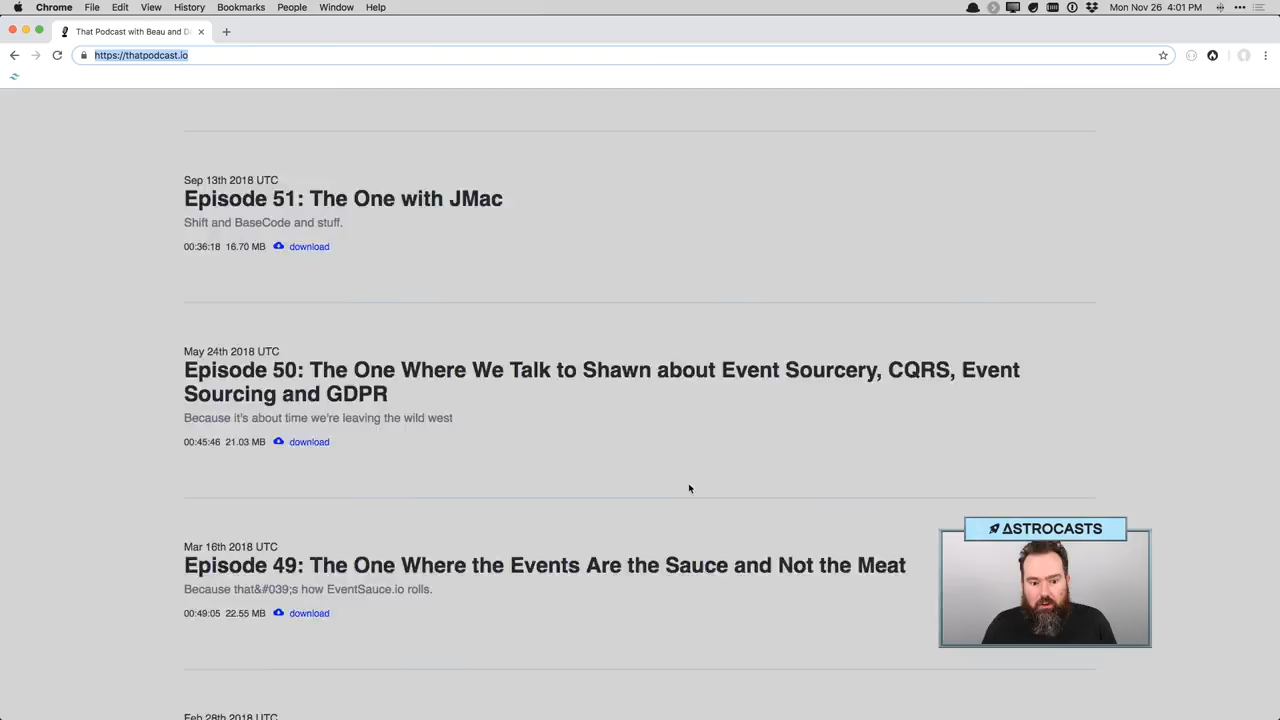 Chrome File Edit View History Bookmarks People Window Help Mon Nov 26 4:01 PM
That Podcast with Beau and D
https://thatpodcast.io
Sep 13th 2018 UTC
Episode 51: The One with JMac
Shift and BaseCode and stuff.
00:36:18 16.70 MB download
May 24th 2018 UTC
Episode 50: The One Where We Talk to Shawn about Event Sourcery, CQRS, Event
Sourcing and GDPR
Because it's about time we're leaving the wild west
00:45:46 21.03 MB download
Mar 16th 2018 UTC
Episode 49: The One Where the Events Are the Sauce and Not the Meat
Because that&#039;s how EventSauce.io rolls.
00:49:05 22.55 MB download
ASTROCASTS
Feb 28th 2018 UTC